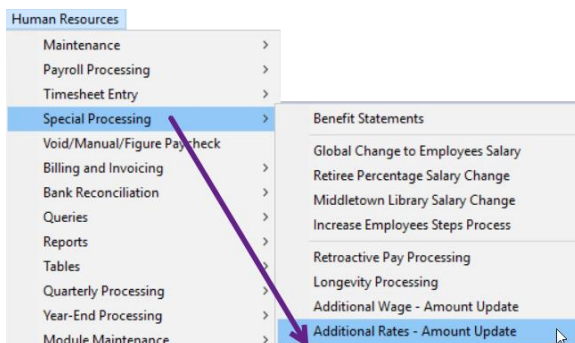 Human Resources
Maintenance
Payroll Processing
Timesheet Entry
Special Processing
Void/Manual/Figure Paycheck
Billing and Invoicing
Bank Reconciliation
Queries
Reports
Tables
Quarterly Processing
Year-End Processing
Module Maintenance
Benefit Statements
Global Change to Employees Salary
Retiree Percentage Salary Change
Middletown Library Salary Change
Increase Employees Steps Process
Retroactive Pay Processing
Longevity Processing
Additional Wage - Amount Update
Additional Rates - Amount Update